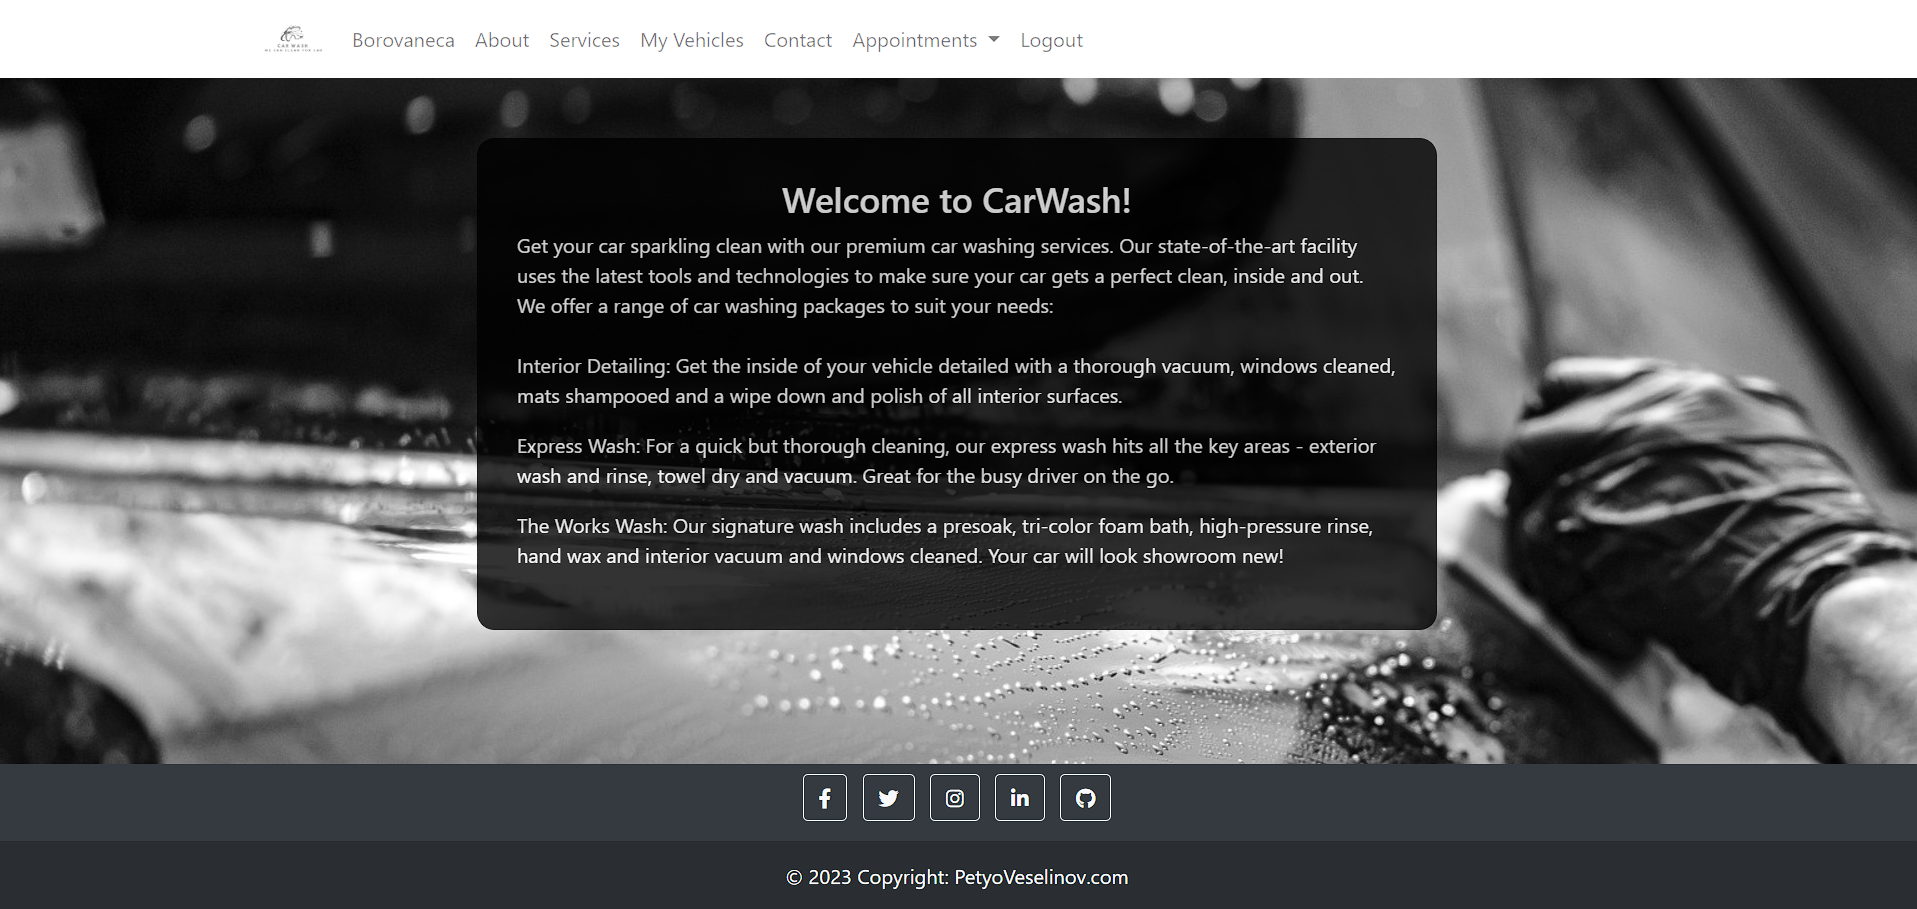 CAR WASH
Borovaneca About Services My Vehicles Contact Appointments Logout
Welcome to CarWash!
Get your car sparkling clean with our premium car washing services. Our state-of-the-art facility
uses the latest tools and technologies to make sure your car gets a perfect clean, inside and out.
We offer a range of car washing packages to suit your needs:
Interior Detailing: Get the inside of your vehicle detailed with a thorough vacuum, windows cleaned,
mats shampooed and a wipe down and polish of all interior surfaces.
Express Wash: For a quick but thorough cleaning, our express wash hits all the key areas - exterior
wash and rinse, towel dry and vacuum. Great for the busy driver on the go.
The Works Wash: Our signature wash includes a presoak, tri-color foam bath, high-pressure rinse,
hand wax and interior vacuum and windows cleaned. Your car will look showroom new!
© 2023 Copyright: PetyoVeselinov.com